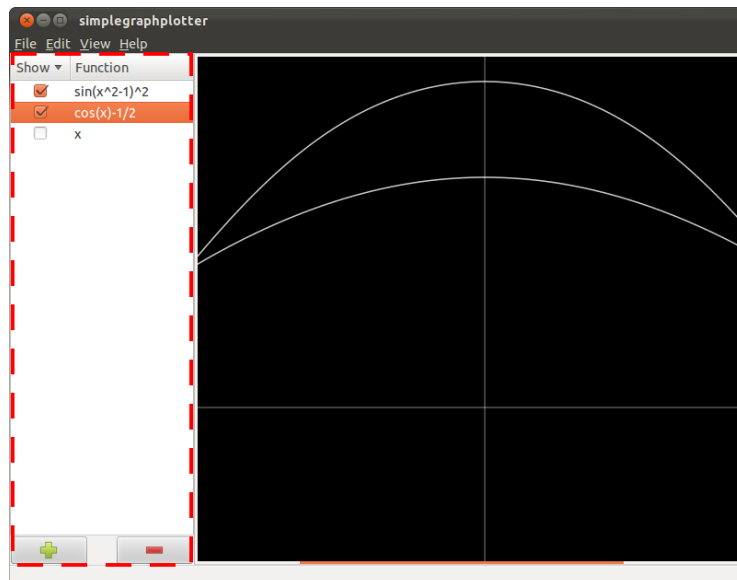 simplegraphplotter
File Edit View Help
Show Function
sin(x^2-1)^2
cos(x)-1/2
x